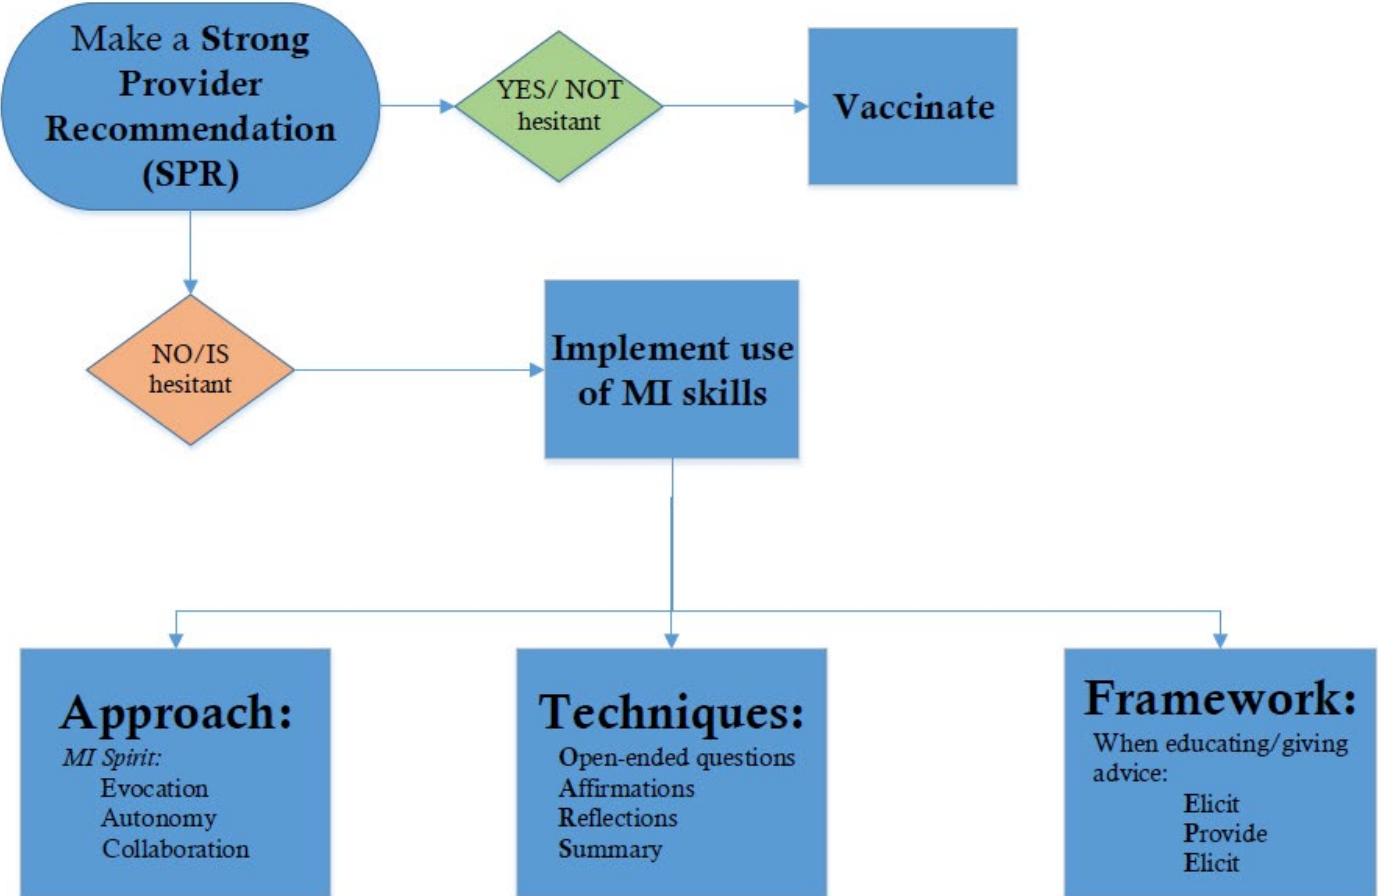 Make a Strong
Provider
Recommendation
(SPR)
YES/ NOT
hesitant
Vaccinate
NO/IS
hesitant
Implement use
of MI skills
Approach:
MI Spirit:
Evocation
Autonomy
Collaboration
Techniques:
Open-ended questions
Affirmations
Reflections
Summary
Framework:
When educating/giving
advice:
Elicit
Provide
Elicit